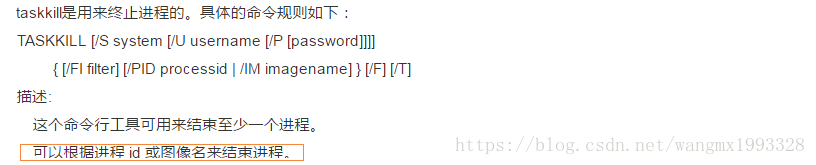 taskkill是用来终止进程的。具体的命令规则如下：
TASKKILL [/S system [/U username [/P [password]]]]
{ [/FI filter] [/PID processid | /IM imagename] } [/F] [/T]
描述:
这个命令行工具可用来结束至少一个进程。
可以根据进程 id 或图像名来结束进程。
https://blog.csdn.net/wangmx1993328